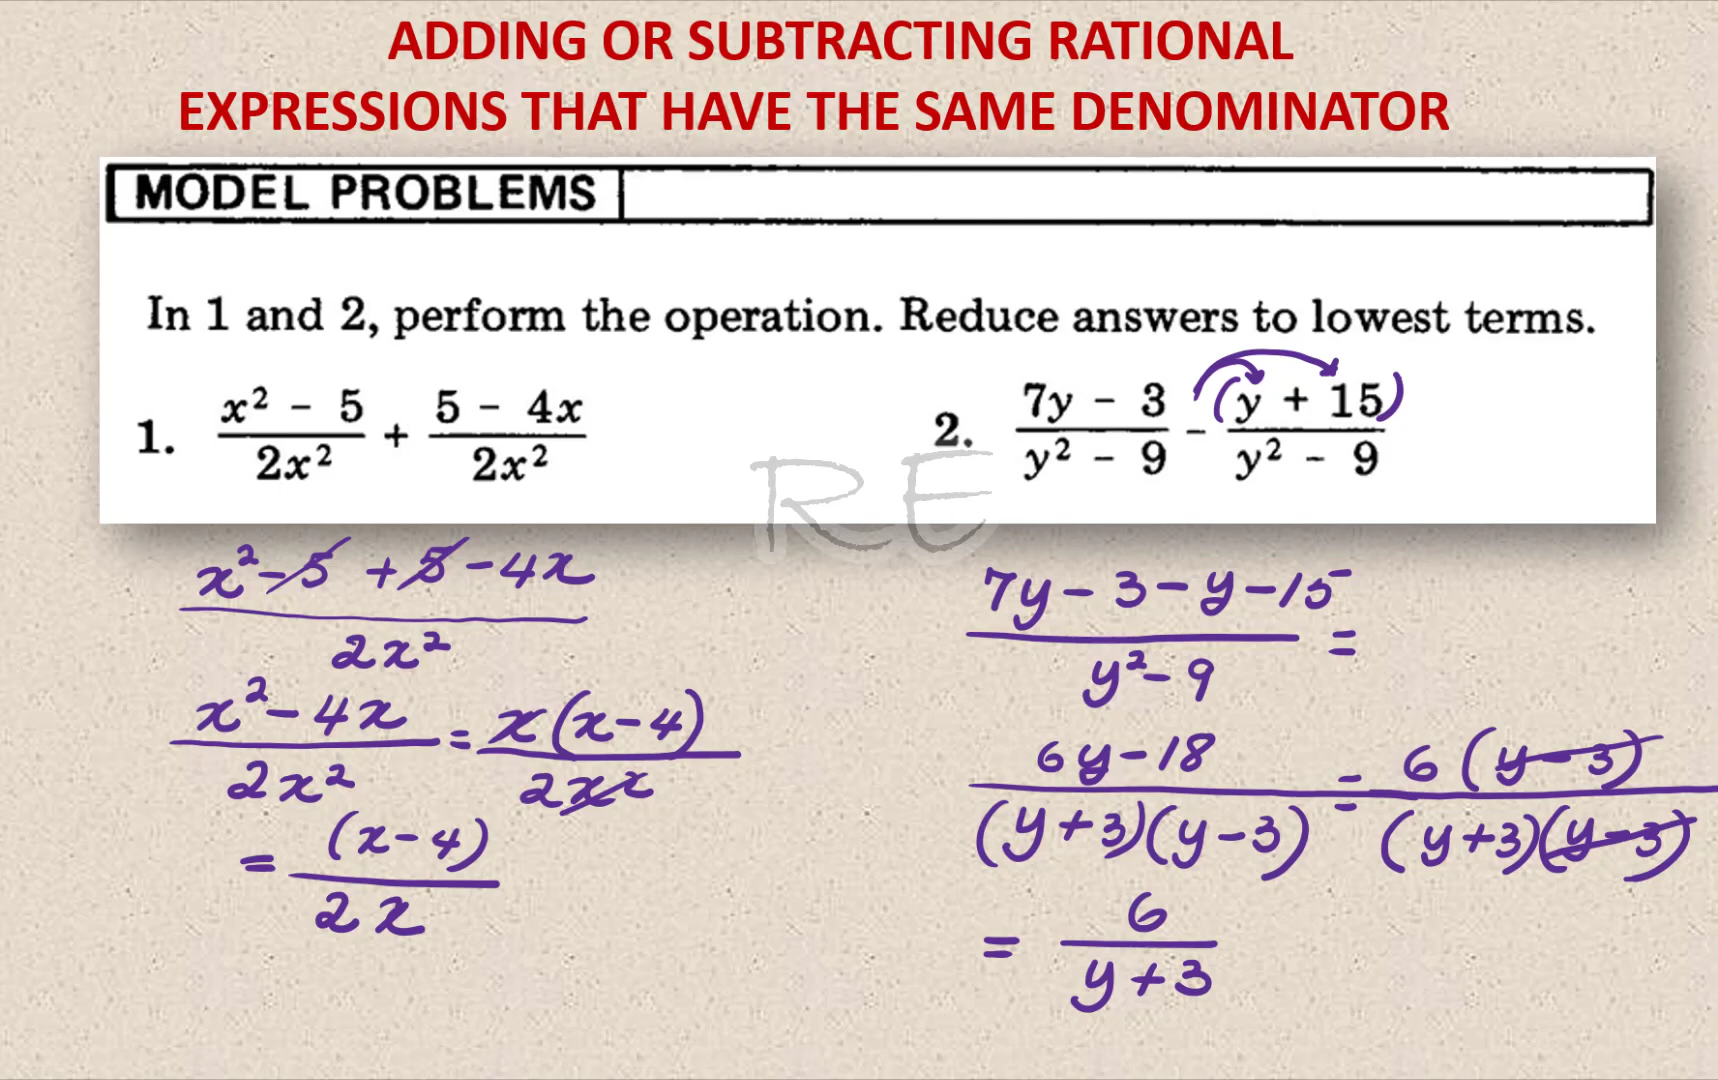 ADDING OR SUBTRACTING RATIONAL
EXPRESSIONS THAT HAVE THE SAME DENOMINATOR
MODEL PROBLEMS
In 1 and 2, perform the operation. Reduce answers to lowest terms.
1. (x² - 5)/(2x²) + (5 - 4x)/(2x²)
2. (7y - 3)/(y² - 9) - (y + 15)/(y² - 9)
RE
(x² - 5 + 5 - 4x)/(2x²)
(x² - 4x)/(2x²) = x(x - 4)/(2xx)
= (x - 4)/(2x)
(7y - 3 - y - 15)/(y² - 9) =
(6y - 18)/((y + 3)(y - 3)) = 6(y - 3)/((y + 3)(y - 3))
= 6/(y + 3)